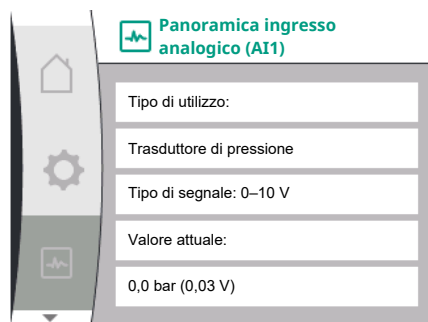 Panoramica ingresso
analogico (AI1)
Tipo di utilizzo:
Trasduttore di pressione
Tipo di segnale: 0–10 V
Valore attuale:
0,0 bar (0,03 V)